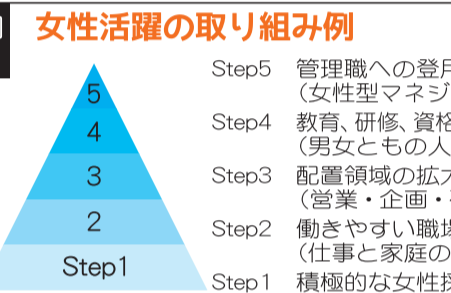 女性活躍の取り組み例
5
4
3
2
Step1
Step5 管理職への登
（女性型マネジ
Step4 教育、研修、資格
（男女ともの人
Step3 配置領域の拡
（営業・企画・
Step2 働きやすい職場
（仕事と家庭の
Step1 積極的な女性